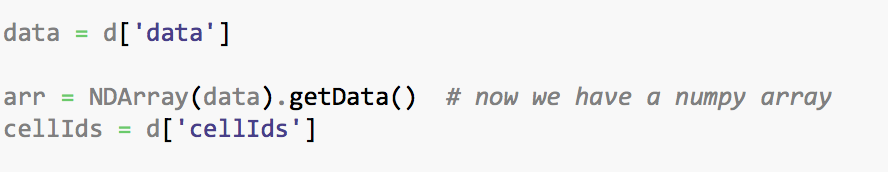 data = d['data']
arr = NDArray(data).getData()  # now we have a numpy array
cellIds = d['cellIds']